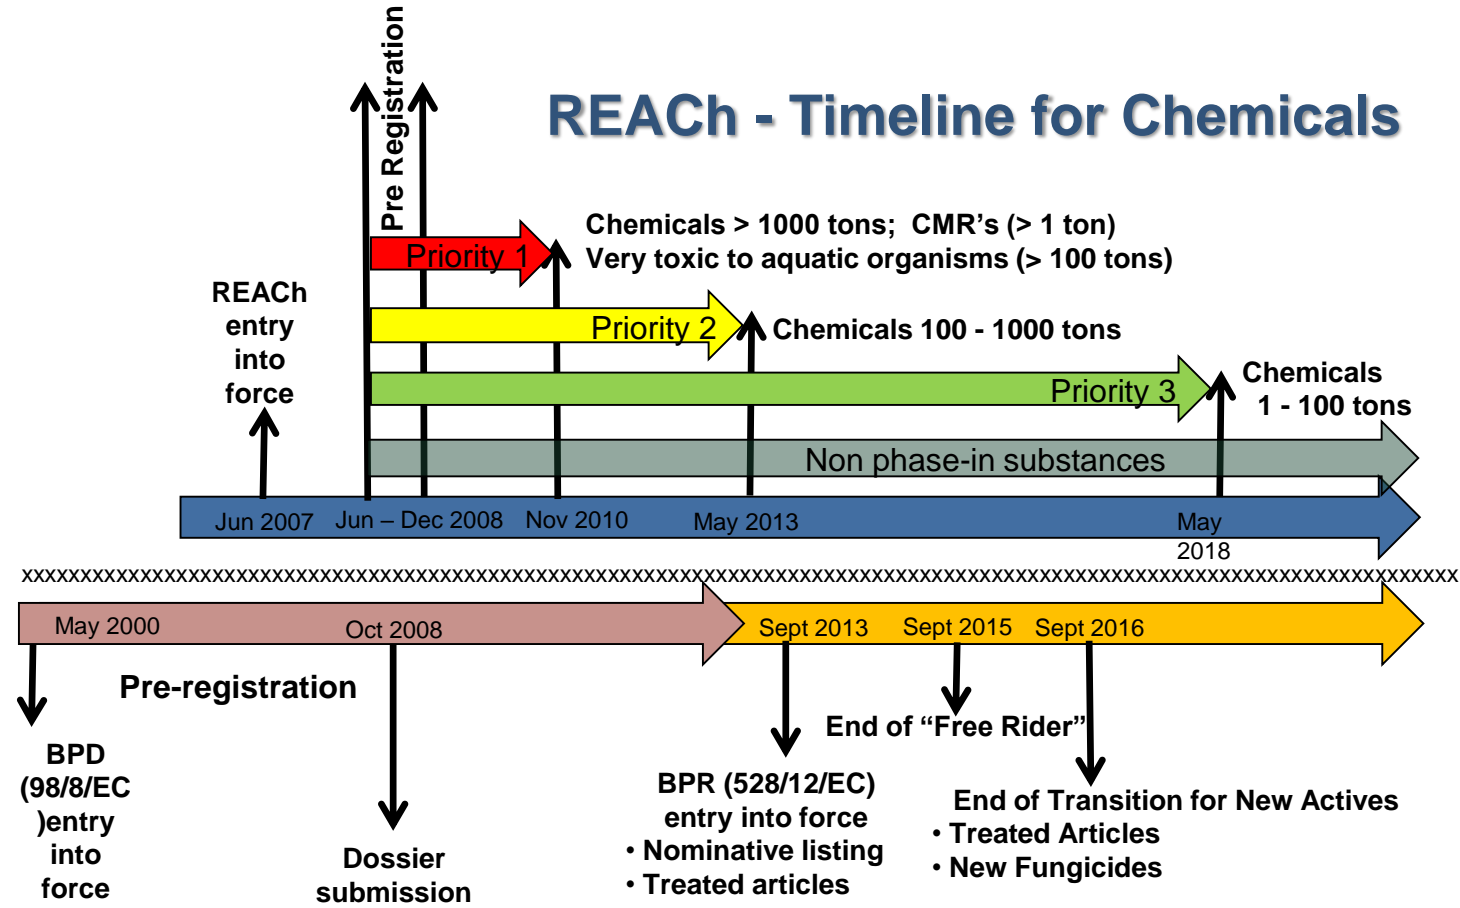 Pre Registration
REACh - Timeline for Chemicals
Chemicals > 1000 tons; CMR's (> 1 ton)
Very toxic to aquatic organisms (> 100 tons)
Priority 1
REACh
entry
into
force
Priority 2
Chemicals 100 - 1000 tons
Priority 3
Chemicals
1 - 100 tons
Non phase-in substances
Jun 2007
Jun – Dec 2008
Nov 2010
May 2013
May
2018
xxxxxxxxxxxxxxxxxxxxxxxxxxxxxxxxxxxxxxxxxxxxxxxxxxxxxxxxxxxxxxxxxxxxxxxxxxxxxxxxxxxxxxxxxxxxxxxxxxxxxxxxxxxxxxxxxxxxxxxxxxx
May 2000
Oct 2008
Sept 2013
Sept 2015
Sept 2016
Pre-registration
BPD
(98/8/EC
)entry
into
force
Dossier
submission
End of “Free Rider”
BPR (528/12/EC)
entry into force
• Nominative listing
• Treated articles
End of Transition for New Actives
• Treated Articles
• New Fungicides